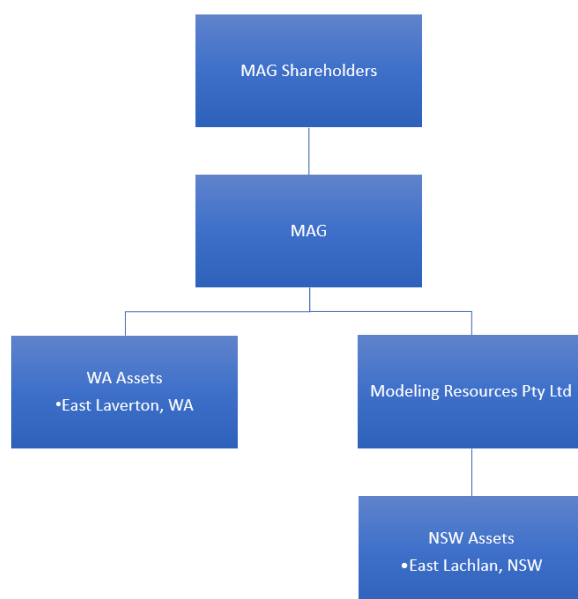 MAG Shareholders
MAG
WA Assets
•East Laverton, WA
Modeling Resources Pty Ltd
NSW Assets
•East Lachlan, NSW